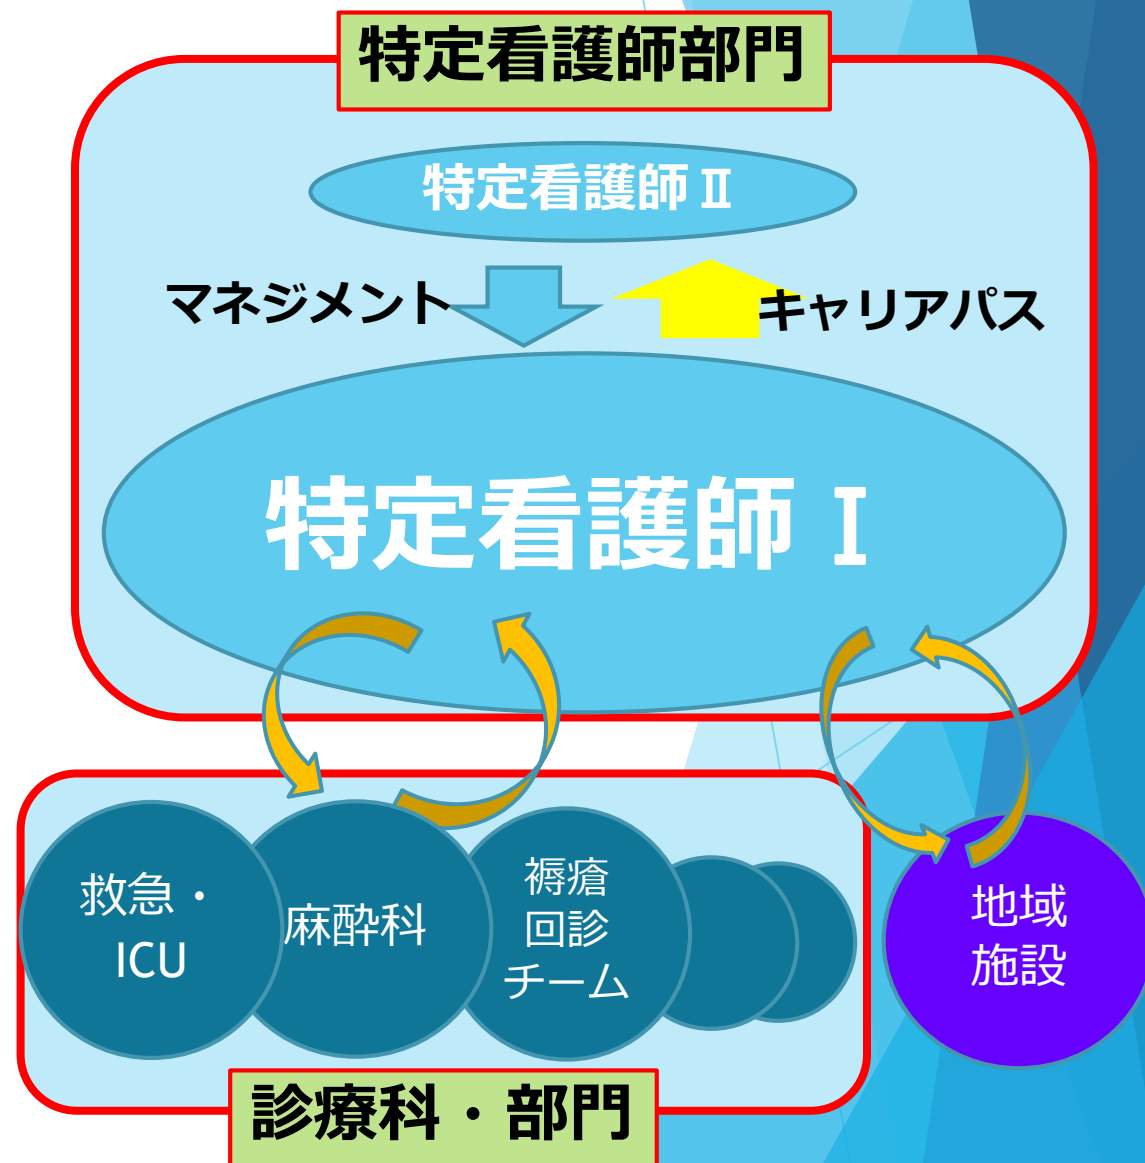 特定看護師部門
特定看護師Ⅱ
マネジメント
キャリアパス
特定看護師Ⅰ
救急・
ICU
麻酔科
褥瘡
回診
チーム
地域
施設
診療科・部門